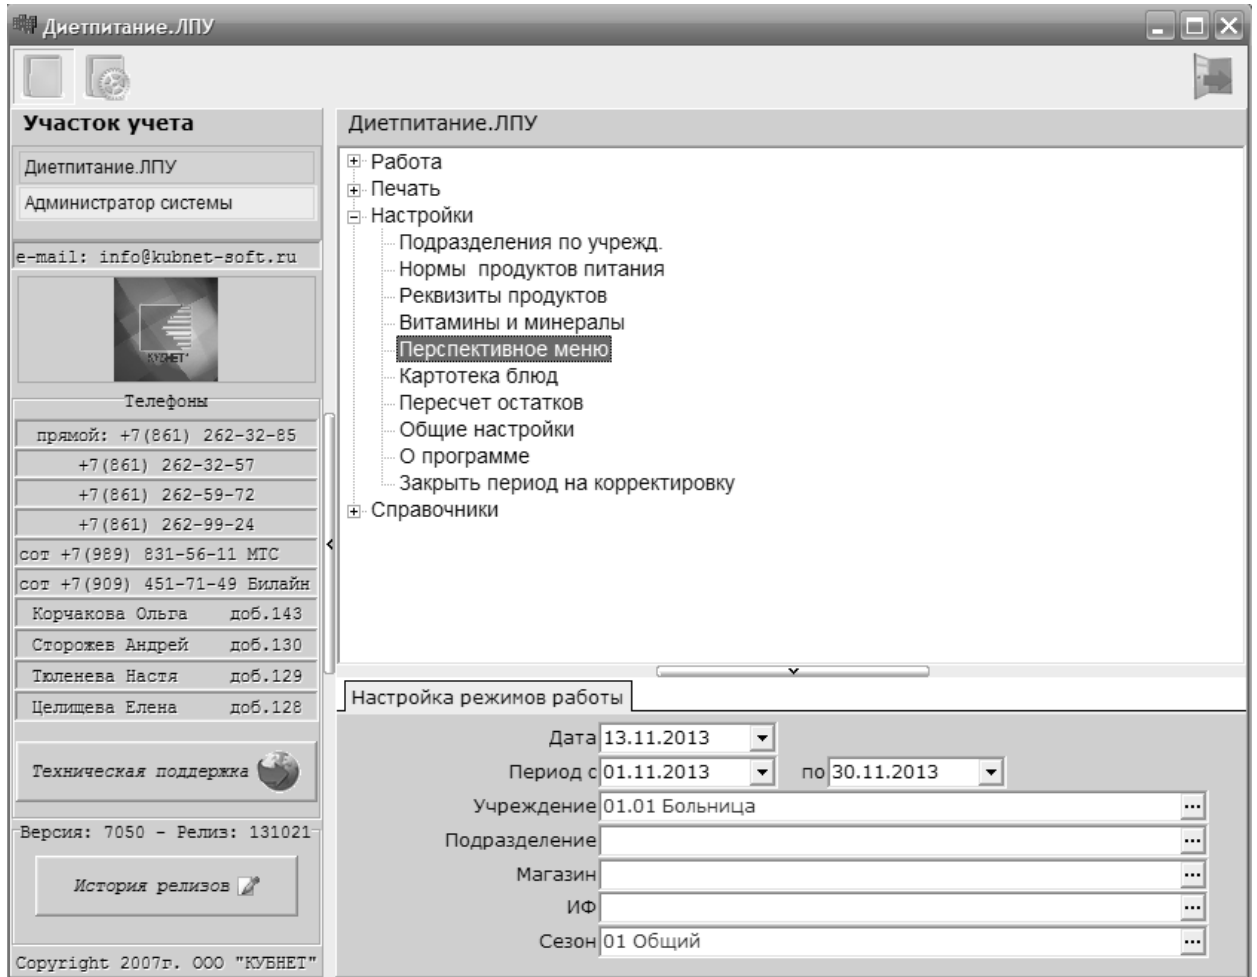 Диетпитание.ЛПУ
Участок учета
Диетпитание.ЛПУ
Администратор системы
e-mail: info@kubnet-soft.ru
КУБНЕТ
Телефоны
прямой: +7(861) 262-32-85
+7(861) 262-32-57
+7(861) 262-59-72
+7(861) 262-99-24
сот +7(989) 831-56-11 МТС
сот +7(909) 451-71-49 Билайн
Корчакова Ольга доб.143
Сторожев Андрей доб.130
Тюленева Настя доб.129
Целищева Елена доб.128
Техническая поддержка
Версия: 7050 - Релиз: 131021
История релизов
Copyright 2007г. ООО "КУБНЕТ"
Диетпитание.ЛПУ
Работа
Печать
Настройки
Подразделения по учрежд.
Нормы продуктов питания
Реквизиты продуктов
Витамины и минералы
Перспективное меню
Картотека блюд
Пересчет остатков
Общие настройки
О программе
Закрыть период на корректировку
Справочники
Настройка режимов работы
Дата 13.11.2013
Период с 01.11.2013 по 30.11.2013
Учреждение 01.01 Больница ...
Подразделение ...
Магазин ...
ИФ ...
Сезон 01 Общий ...